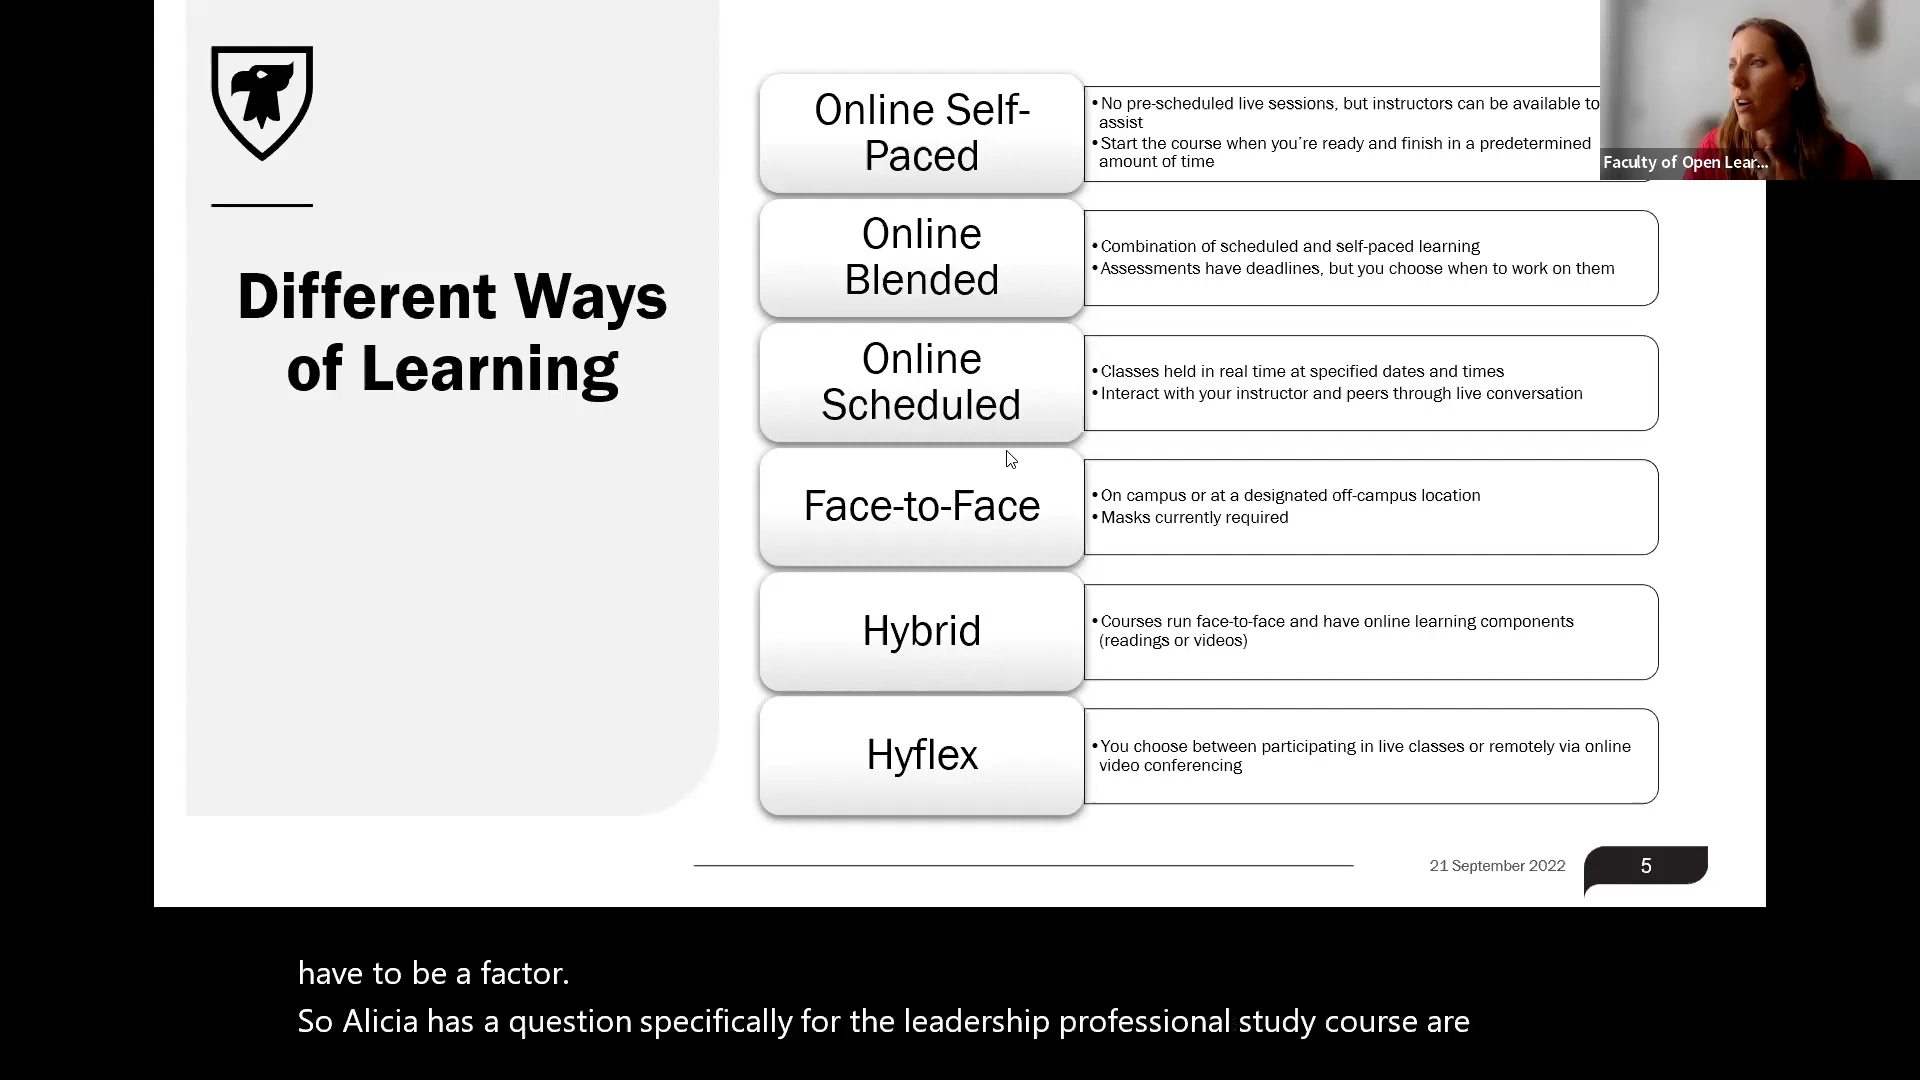 Different Ways
of Learning
Online Self-
Paced
•No pre-scheduled live sessions, but instructors can be available to
assist
•Start the course when you’re ready and finish in a predetermined
amount of time
Online
Blended
•Combination of scheduled and self-paced learning
•Assessments have deadlines, but you choose when to work on them
Online
Scheduled
•Classes held in real time at specified dates and times
•Interact with your instructor and peers through live conversation
Face-to-Face
•On campus or at a designated off-campus location
•Masks currently required
Hybrid
•Courses run face-to-face and have online learning components
(readings or videos)
Hyflex
•You choose between participating in live classes or remotely via online
video conferencing
21 September 2022
5
Faculty of Open Lear...
have to be a factor.
So Alicia has a question specifically for the leadership professional study course are